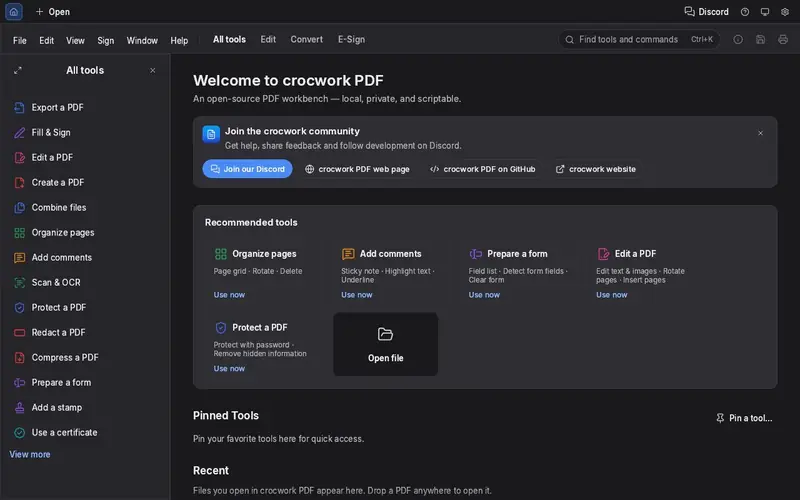 Open
Discord
File Edit View Sign Window Help
All tools Edit Convert E-Sign
Find tools and commands Ctrl+K
All tools
Export a PDF
Fill & Sign
Edit a PDF
Create a PDF
Combine files
Organize pages
Add comments
Scan & OCR
Protect a PDF
Redact a PDF
Compress a PDF
Prepare a form
Add a stamp
Use a certificate
View more
Welcome to crocwork PDF
An open-source PDF workbench — local, private, and scriptable.
Join the crocwork community
Get help, share feedback and follow development on Discord.
Join our Discord
crocwork PDF web page
crocwork PDF on GitHub
crocwork website
Recommended tools
Organize pages
Page grid · Rotate · Delete
Use now
Add comments
Sticky note · Highlight text ·
Underline
Use now
Prepare a form
Field list · Detect form fields ·
Clear form
Use now
Edit a PDF
Edit text & images · Rotate
pages · Insert pages
Use now
Protect a PDF
Protect with password ·
Remove hidden information
Use now
Open file
Pinned Tools
Pin a tool...
Pin your favorite tools here for quick access.
Recent
Files you open in crocwork PDF appear here. Drop a PDF anywhere to open it.